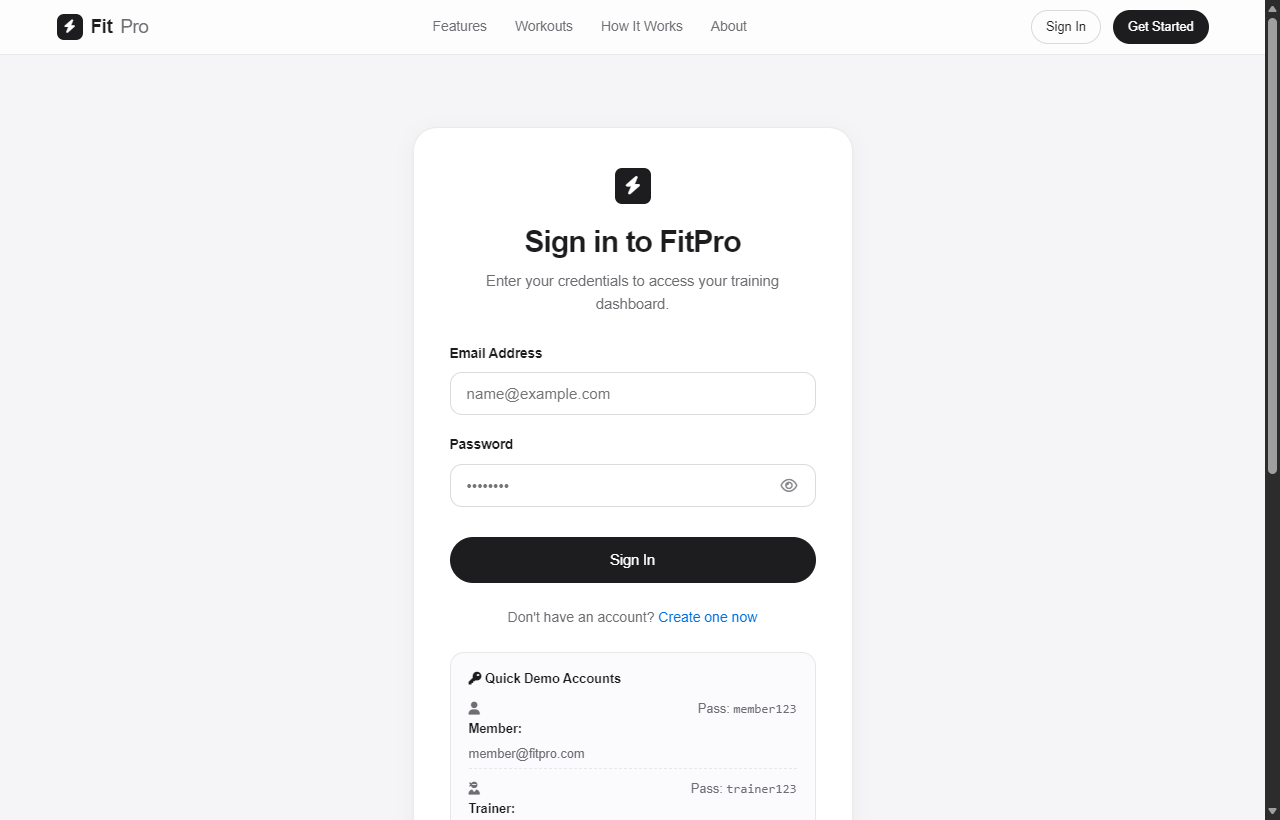 Fit Pro
Features
Workouts
How It Works
About
Sign In
Get Started
Sign in to FitPro
Enter your credentials to access your training
dashboard.
Email Address
name@example.com
Password
••••••••
Sign In
Don't have an account? Create one now
Quick Demo Accounts
Pass: member123
Member:
member@fitpro.com
Pass: trainer123
Trainer: